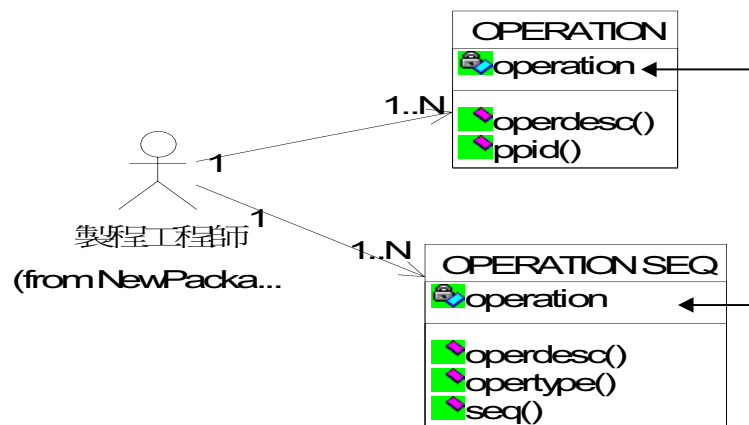 OPERATION
operation
operdesc()
ppid()
1..N
1
製程工程師
(from NewPacka...
1
1..N
OPERATION SEQ
operation
operdesc()
opertype()
seq()